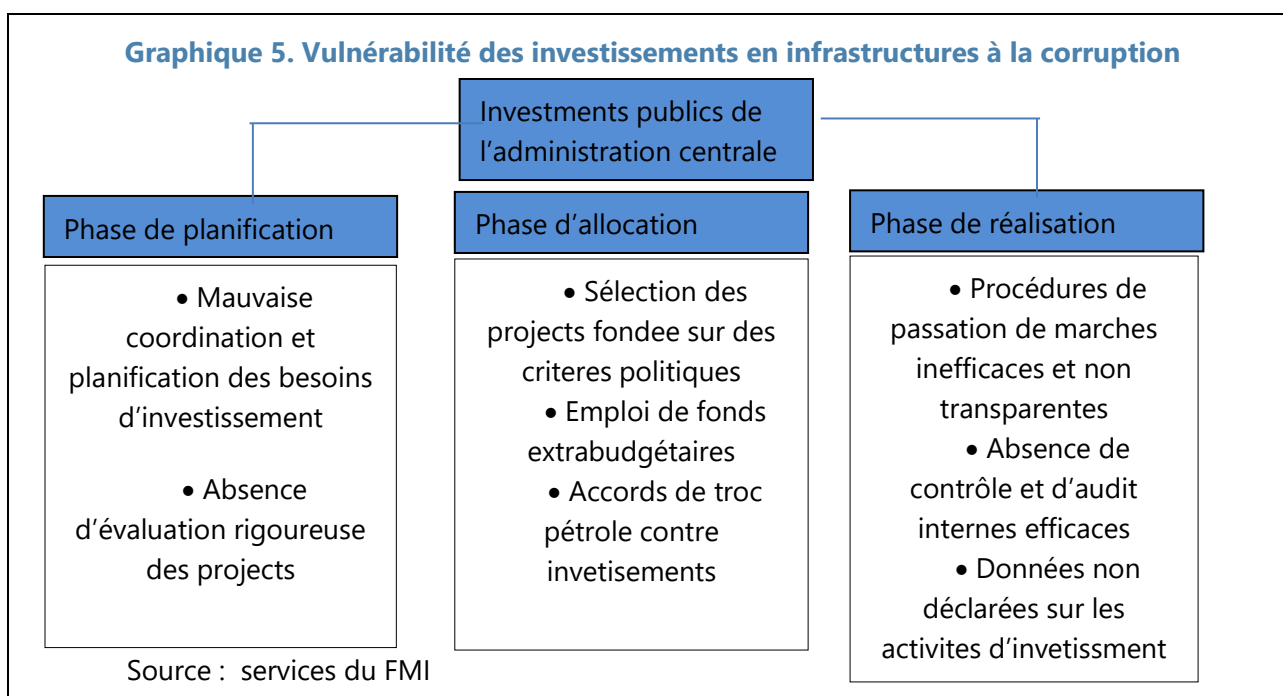 Graphique 5. Vulnérabilité des investissements en infrastructures à la corruption
Investments publics de
l'administration centrale
Phase de planification
• Mauvaise
coordination et
planification des besoins
d'investissement
• Absence
d'évaluation rigoureuse
des projects
Phase d'allocation
• Sélection des
projects fondee sur des
criteres politiques
• Emploi de fonds
extrabudgétaires
• Accords de troc
pétrole contre
invetisements
Phase de réalisation
• Procédures de
passation de marches
inefficaces et non
transparentes
• Absence de
contrôle et d'audit
internes efficaces
• Données non
déclarées sur les
activites d'invetissment
Source : services du FMI